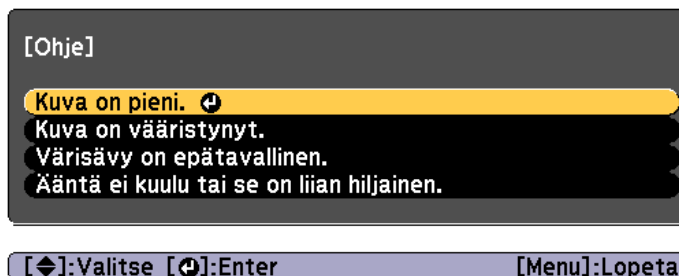 [Ohje]
Kuva on pieni.
Kuva on vääristynyt.
Värisävy on epätavallinen.
Ääntä ei kuulu tai se on liian hiljainen.
[◆]:Valitse [⏎]:Enter [Menu]:Lopeta